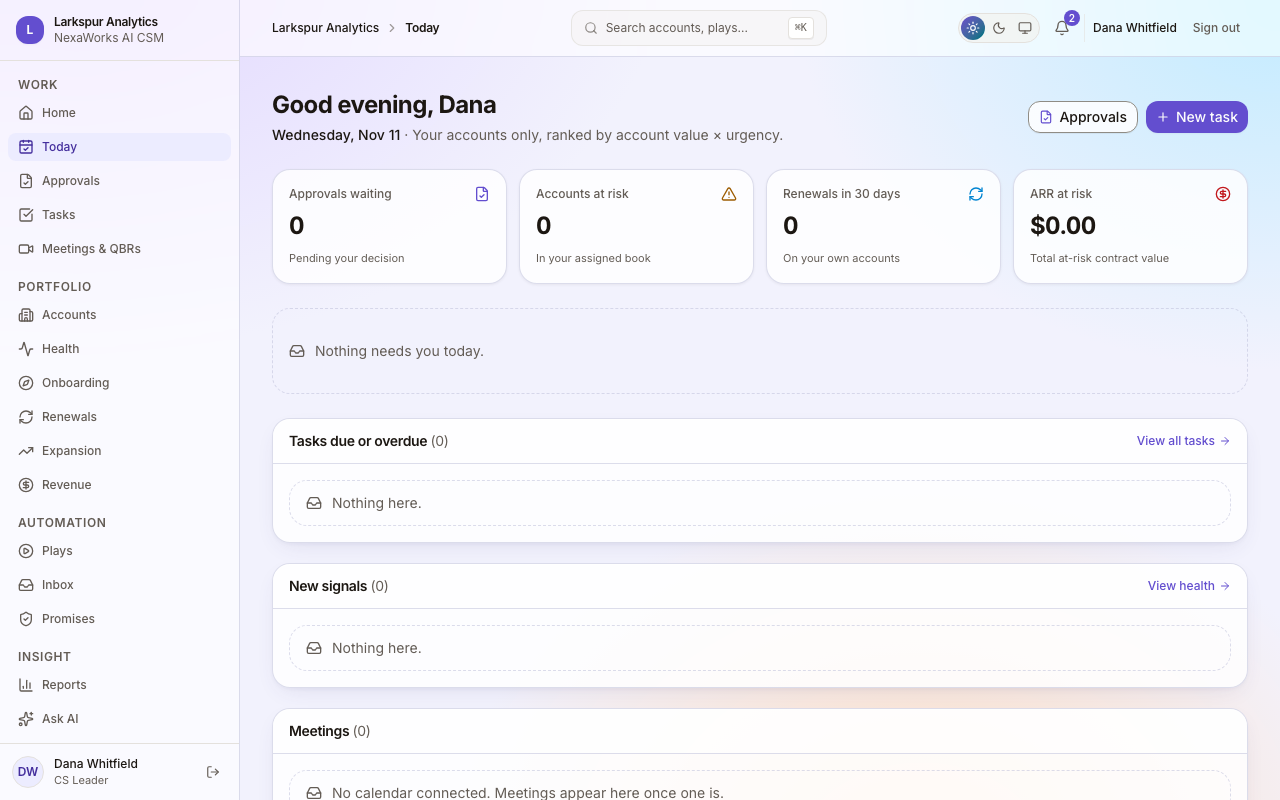 L
Larkspur Analytics
NexaWorks AI CSM
WORK
Home
Today
Approvals
Tasks
Meetings & QBRs
PORTFOLIO
Accounts
Health
Onboarding
Renewals
Expansion
Revenue
AUTOMATION
Plays
Inbox
Promises
INSIGHT
Reports
Ask AI
DW
Dana Whitfield
CS Leader
Larkspur Analytics > Today
Search accounts, plays... ⌘K
2
Dana Whitfield
Sign out
Good evening, Dana
Wednesday, Nov 11 · Your accounts only, ranked by account value × urgency.
Approvals
+ New task
Approvals waiting
0
Pending your decision
Accounts at risk
0
In your assigned book
Renewals in 30 days
0
On your own accounts
ARR at risk
$0.00
Total at-risk contract value
Nothing needs you today.
Tasks due or overdue (0)
View all tasks →
Nothing here.
New signals (0)
View health →
Nothing here.
Meetings (0)
No calendar connected. Meetings appear here once one is.